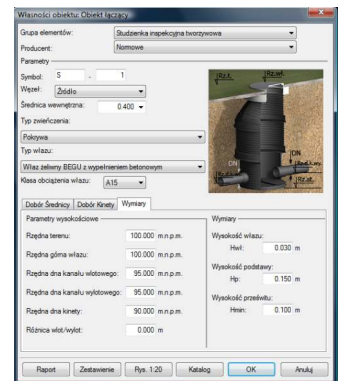 Własności obiektu: Obiekt łączący
Grupa elementów: Studzienka inspekcyjna tworzywowa
Producent: Normowe
Parametry
Symbol: S - 1
Węzeł: Źródło
Średnica wewnętrzna: 0.400
Typ zwieńczenia:
Pokrywa
Typ włazu:
Właz żeliwny BEGU z wypełnieniem betonowym
Klasa obciążenia włazu: A15
Rz.t. Rz.wł.
DN DN
Dobór Średnicy Dobór Kinety Wymiary
Parametry wysokościowe
Rzędna terenu: 100.000 m.n.p.m.
Rzędna górna włazu: 100.000 m.n.p.m.
Rzędna dna kanału wlotowego: 95.000 m.n.p.m.
Rzędna dna kanału wylotowego: 95.000 m.n.p.m.
Rzędna dna kinety: 90.000 m.n.p.m.
Różnica wlot/wylot: 0.000 m
Wymiary
Wysokość włazu:
Hwł: 0.030 m
Wysokość podstawy:
Hp: 0.150 m
Wysokość prześwitu:
Hmin: 0.100 m
Raport Zestawienie Rys. 1:20 Katalog OK Anuluj